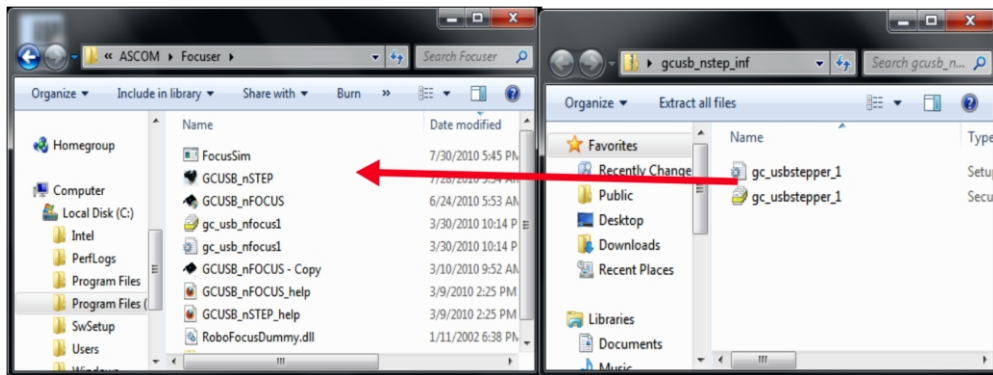 « ASCOM ▸ Focuser ▸
Search Focuser
Organize ▾ Include in library ▾ Share with ▾ Burn »
Homegroup
Computer
Local Disk (C:)
Intel
PerfLogs
Program Files
Program Files (
SwSetup
Users
Windows
Name Date modified
FocusSim 7/30/2010 5:45 PM
GCUSB_nSTEP
GCUSB_nFOCUS 6/24/2010 5:53 AM
gc_usb_nfocus1 3/30/2010 10:14 P
gc_usb_nfocus1 3/30/2010 10:14 P
GCUSB_nFOCUS - Copy 3/10/2010 9:52 AM
GCUSB_nFOCUS_help 3/9/2010 2:25 PM
GCUSB_nSTEP_help 3/9/2010 2:25 PM
RoboFocusDummy.dll 1/11/2002 6:38 PM
▸ gcusb_nstep_inf
Search gcusb_n...
Organize ▾ Extract all files
Favorites
Recently Change
Public
Desktop
Downloads
Recent Places
Libraries
Documents
Music
Name Type
gc_usbstepper_1 Setu
gc_usbstepper_1 Secu